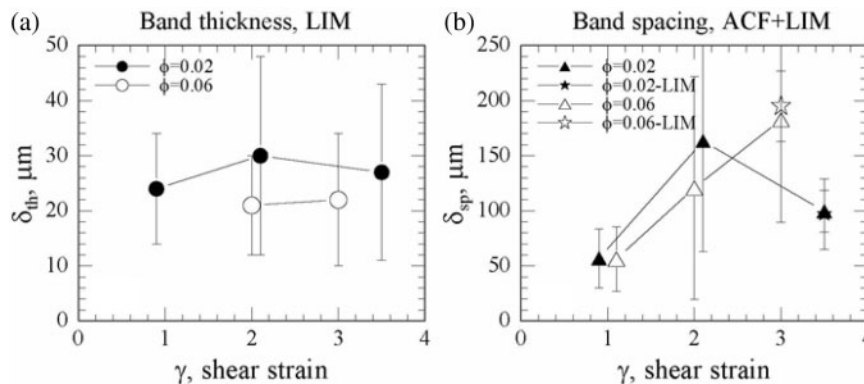 (a) Band thickness, LIM
50
40
30
20
10
0
δth, μm
ϕ=0.02
ϕ=0.06
0 1 2 3 4
γ, shear strain
(b) Band spacing, ACF+LIM
250
200
150
100
50
0
δsp, μm
ϕ=0.02
ϕ=0.02-LIM
ϕ=0.06
ϕ=0.06-LIM
0 1 2 3 4
γ, shear strain